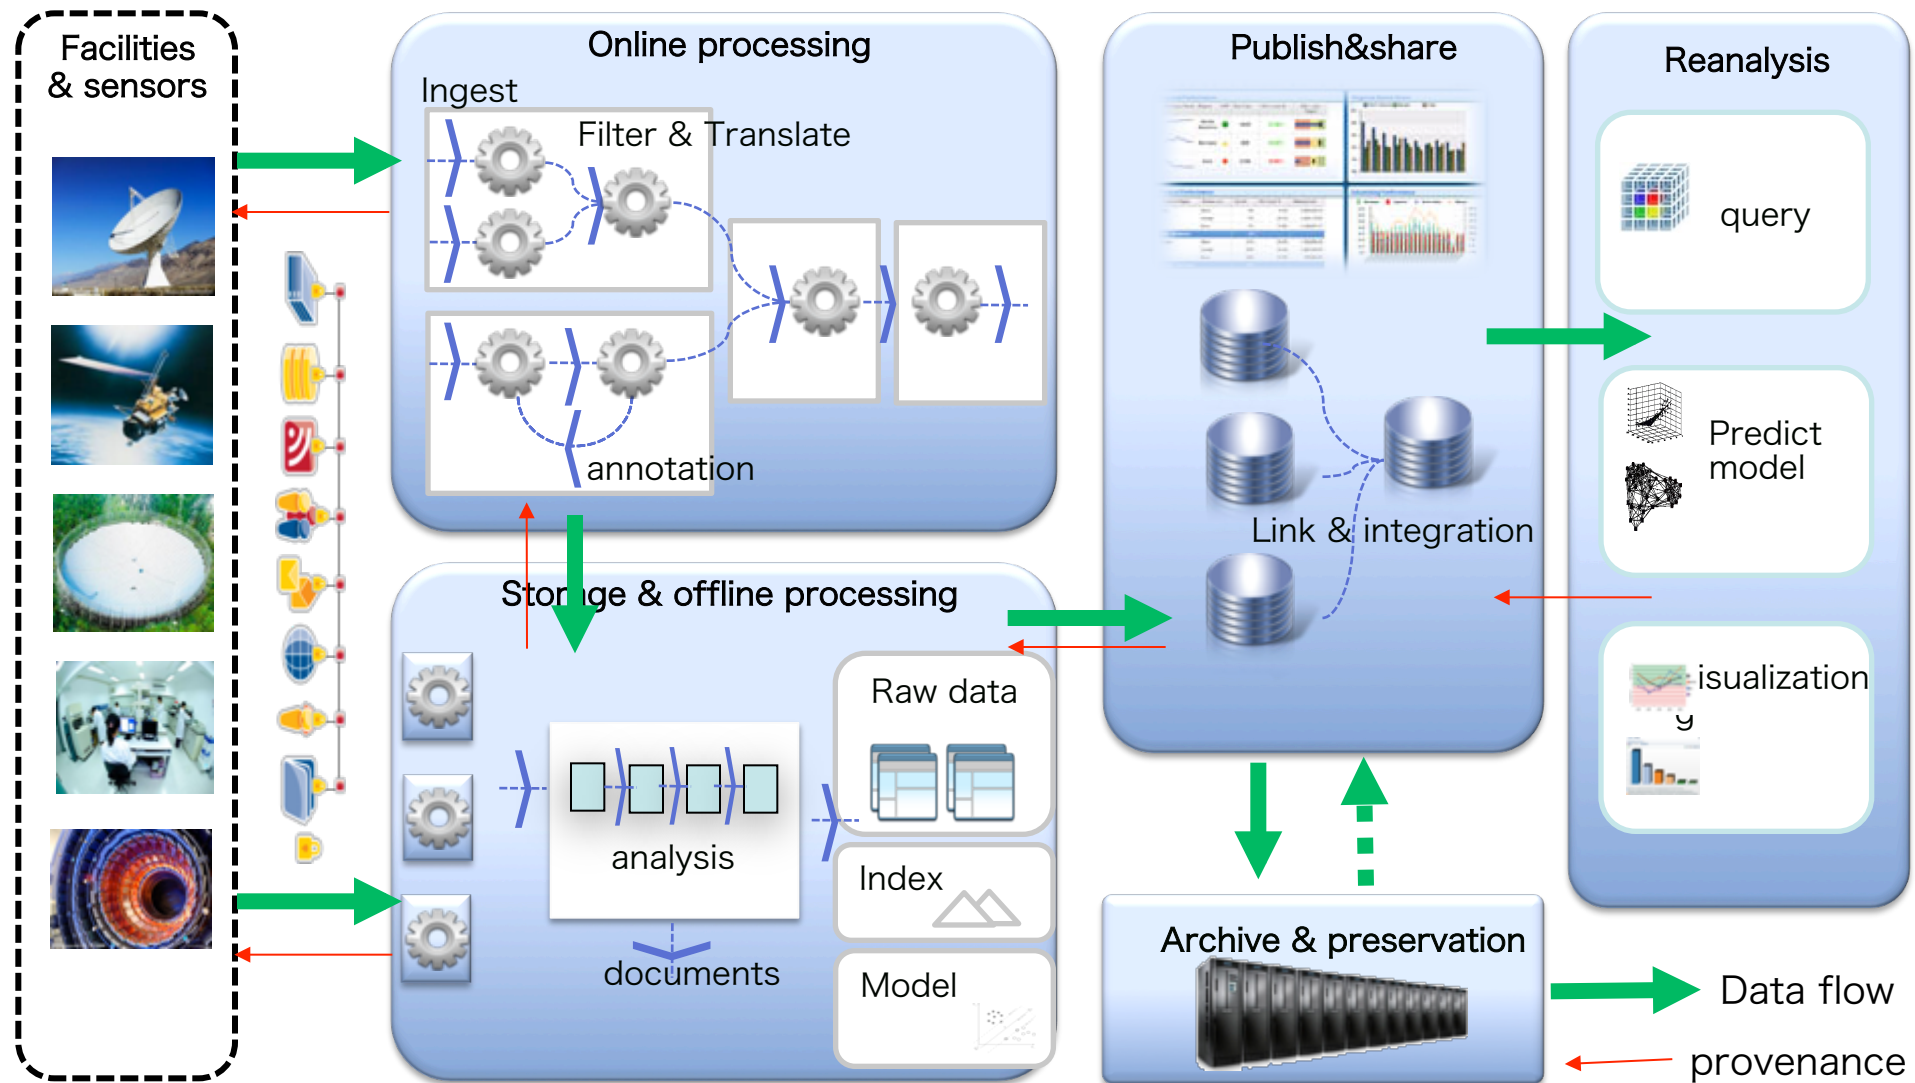 Facilities
& sensors
Online processing
Ingest
Filter & Translate
annotation
Storage & offline processing
analysis
documents
Raw data
Index
Model
Publish&share
Link & integration
Archive & preservation
Reanalysis
query
Predict
model
isualization
g
Data flow
provenance